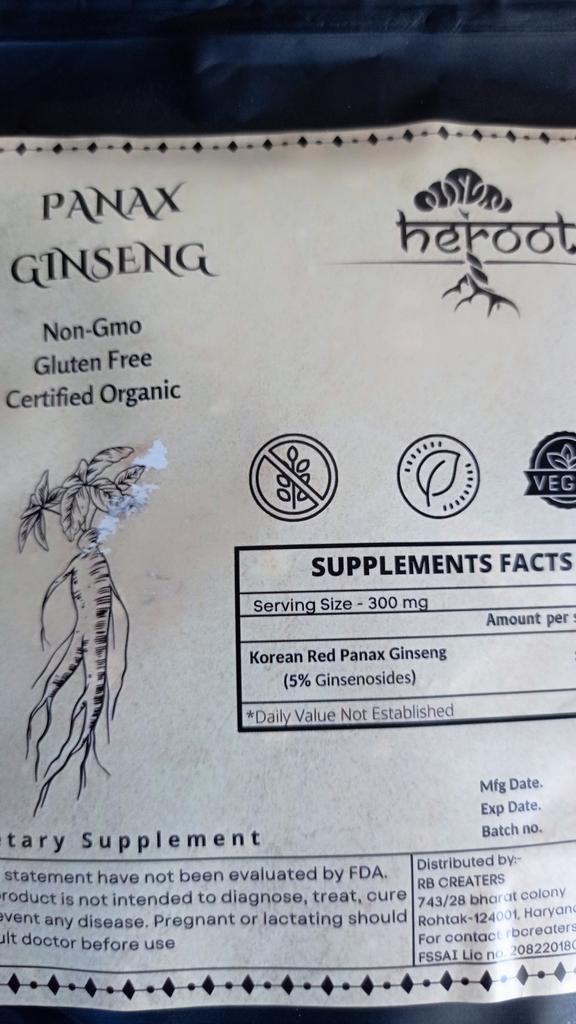 PANAX
GINSENG
heroot
Non-Gmo
Gluten Free
Certified Organic
VEG
SUPPLEMENTS FACTS
Serving Size - 300 mg
Amount per
Korean Red Panax Ginseng
(5% Ginsenosides)
*Daily Value Not Established
Mfg Date.
Exp Date.
Batch no.
tary Supplement
statement have not been evaluated by FDA.
roduct is not intended to diagnose, treat, cure
event any disease. Pregnant or lactating should
ult doctor before use
Distributed by:-
RB CREATERS
743/28 bharat colony
Rohtak-124001, Haryan
For contact rbcreaters
FSSAI Lic no. 20822018